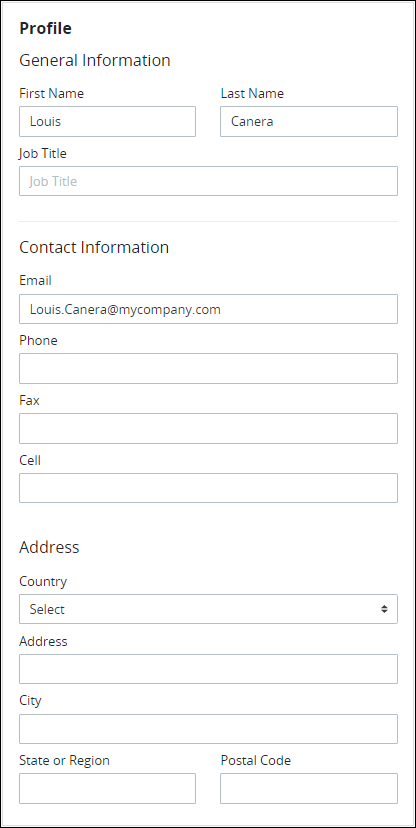 Profile
General Information
First Name Last Name
Louis Canera
Job Title
Job Title
Contact Information
Email
Louis.Canera@mycompany.com
Phone
Fax
Cell
Address
Country
Select
Address
City
State or Region Postal Code